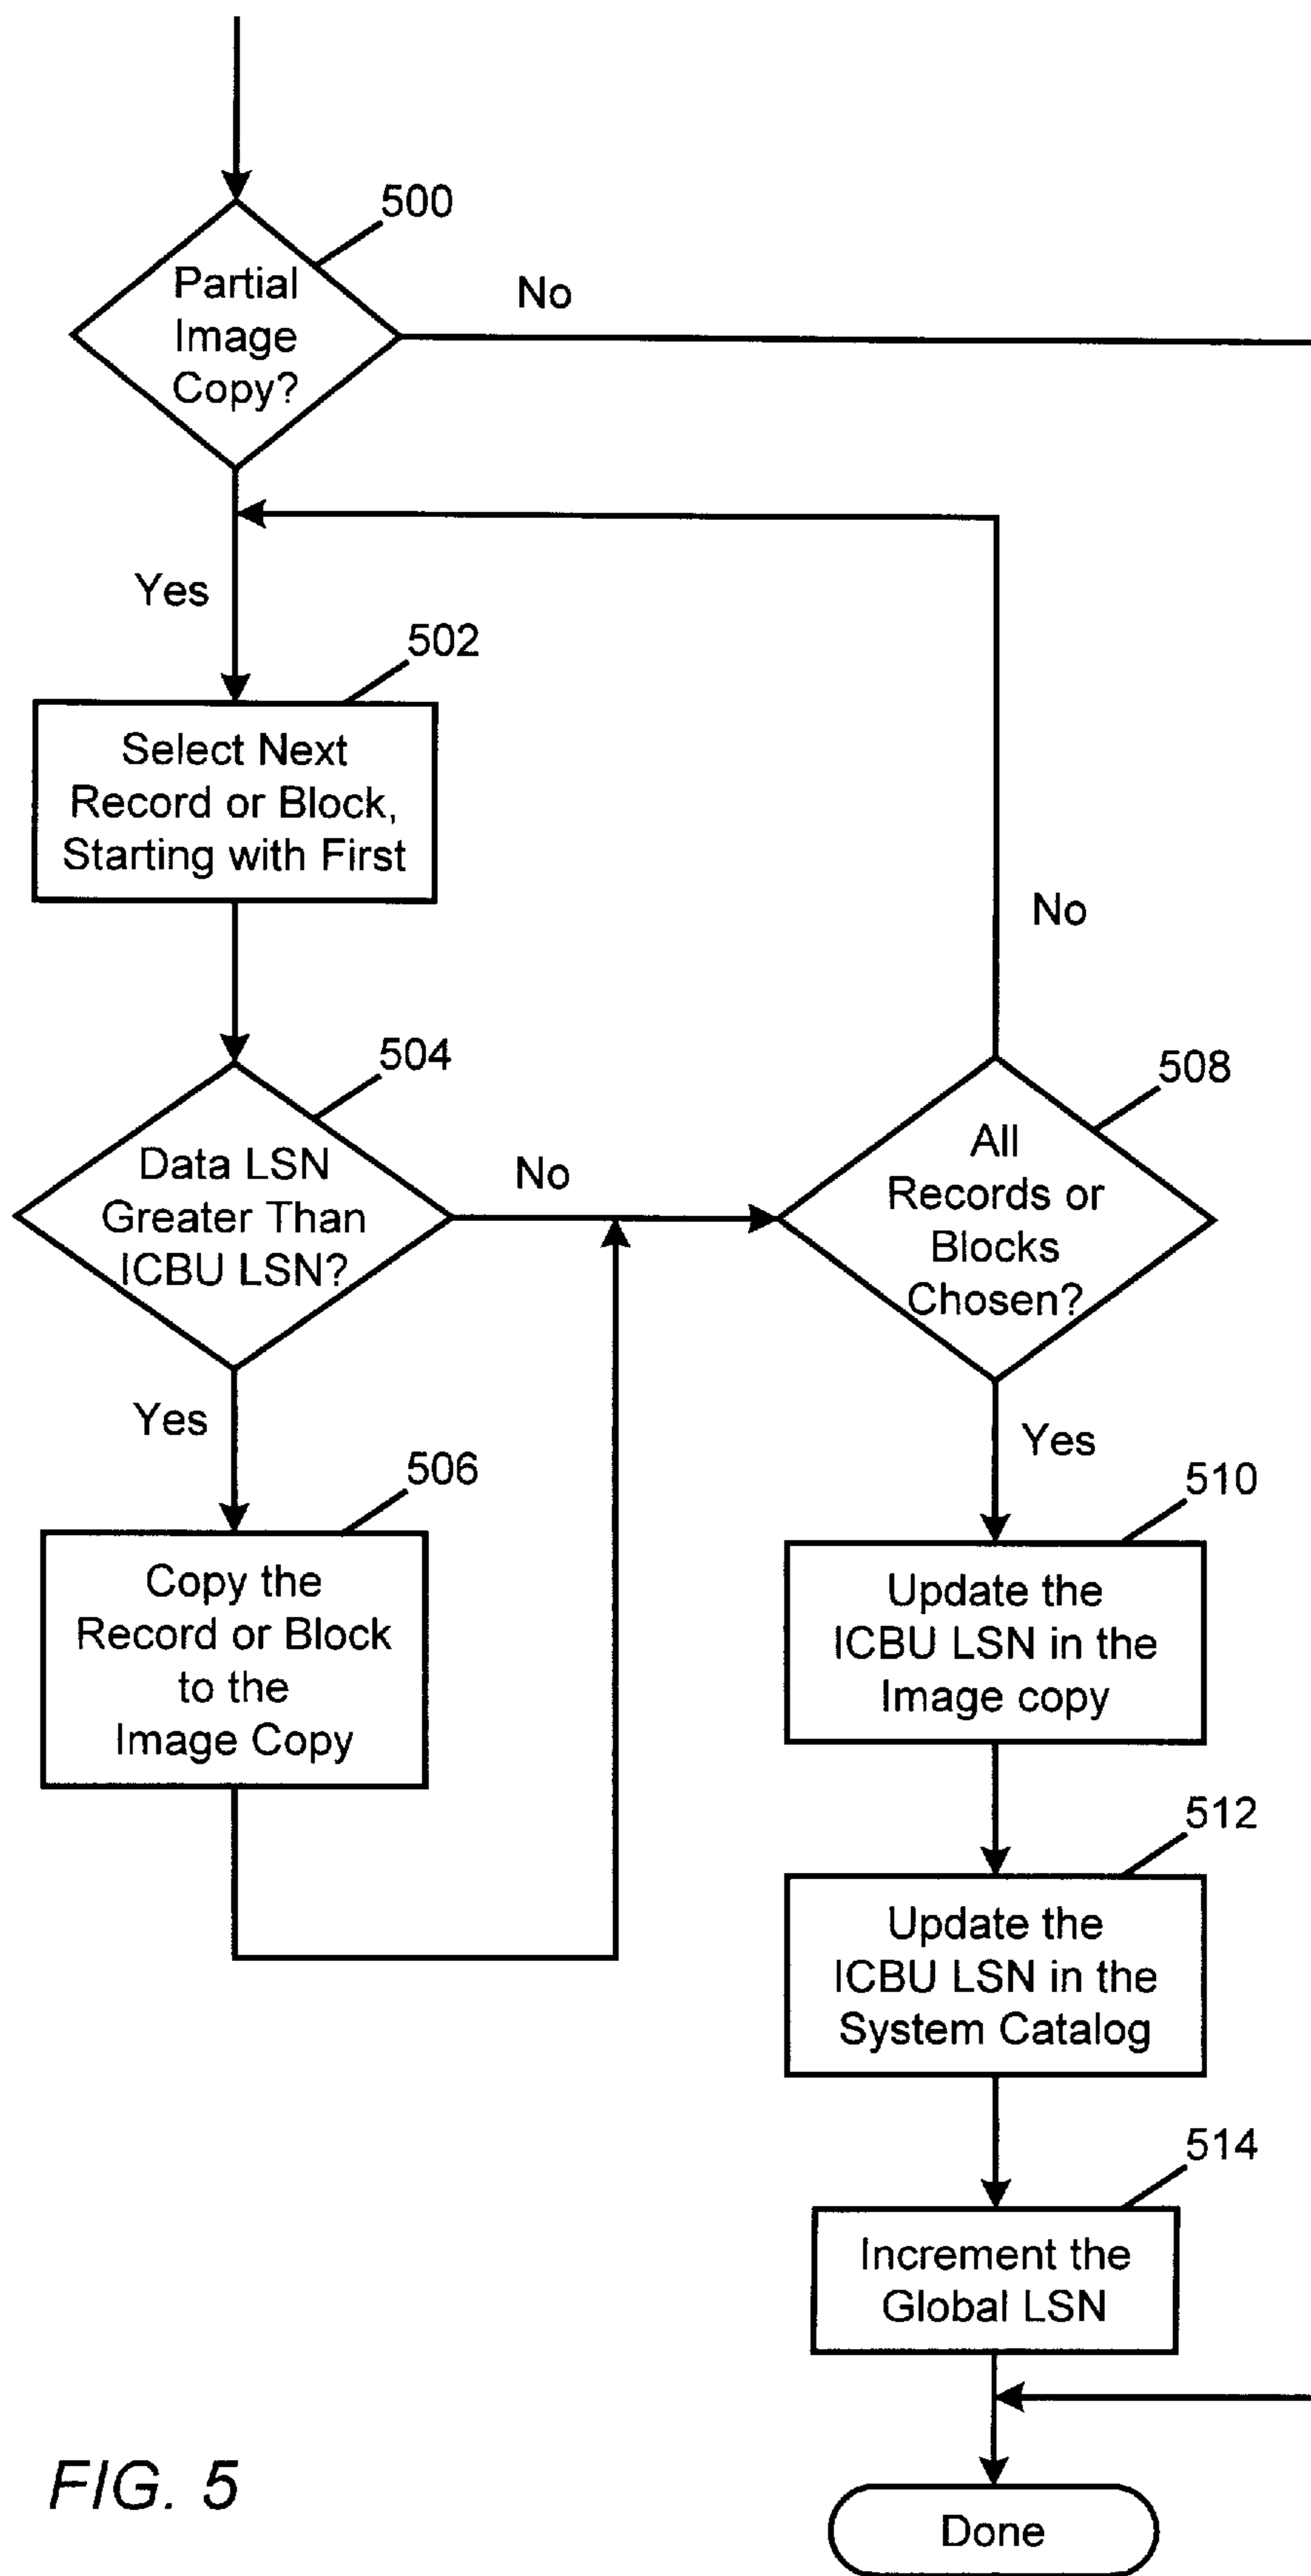 500
Partial
Image
Copy?
No
Yes
502
Select Next
Record or Block,
Starting with First
504
Data LSN
Greater Than
ICBU LSN?
No
Yes
506
Copy the
Record or Block
to the
Image Copy
No
508
All
Records or
Blocks
Chosen?
Yes
510
Update the
ICBU LSN in the
Image copy
512
Update the
ICBU LSN in the
System Catalog
514
Increment the
Global LSN
Done
FIG. 5